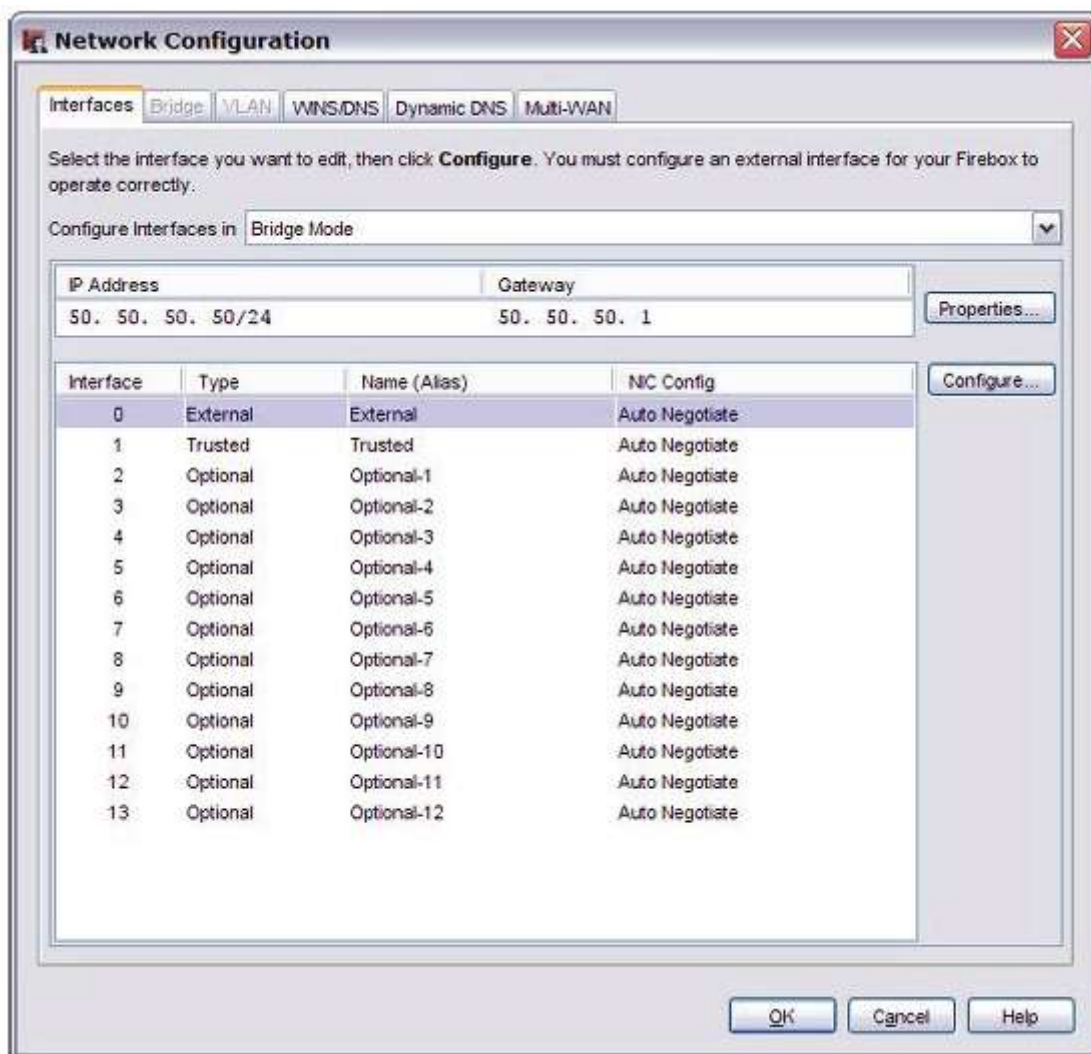 Network Configuration
Interfaces Bridge VLAN WINS/DNS Dynamic DNS Multi-WAN
Select the interface you want to edit, then click Configure. You must configure an external interface for your Firebox to
operate correctly.
Configure Interfaces in Bridge Mode
IP Address Gateway
50. 50. 50. 50/24 50. 50. 50. 1
Properties...
Interface Type Name (Alias) NIC Config
Configure...
0 External External Auto Negotiate
1 Trusted Trusted Auto Negotiate
2 Optional Optional-1 Auto Negotiate
3 Optional Optional-2 Auto Negotiate
4 Optional Optional-3 Auto Negotiate
5 Optional Optional-4 Auto Negotiate
6 Optional Optional-5 Auto Negotiate
7 Optional Optional-6 Auto Negotiate
8 Optional Optional-7 Auto Negotiate
9 Optional Optional-8 Auto Negotiate
10 Optional Optional-9 Auto Negotiate
11 Optional Optional-10 Auto Negotiate
12 Optional Optional-11 Auto Negotiate
13 Optional Optional-12 Auto Negotiate
OK Cancel Help